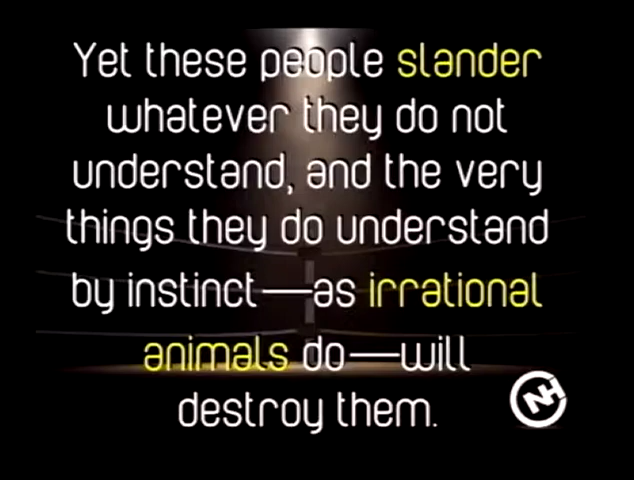 Yet these people slander
whatever they do not
understand, and the very
things they do understand
by instinct—as irrational
animals do—will
destroy them.
NH